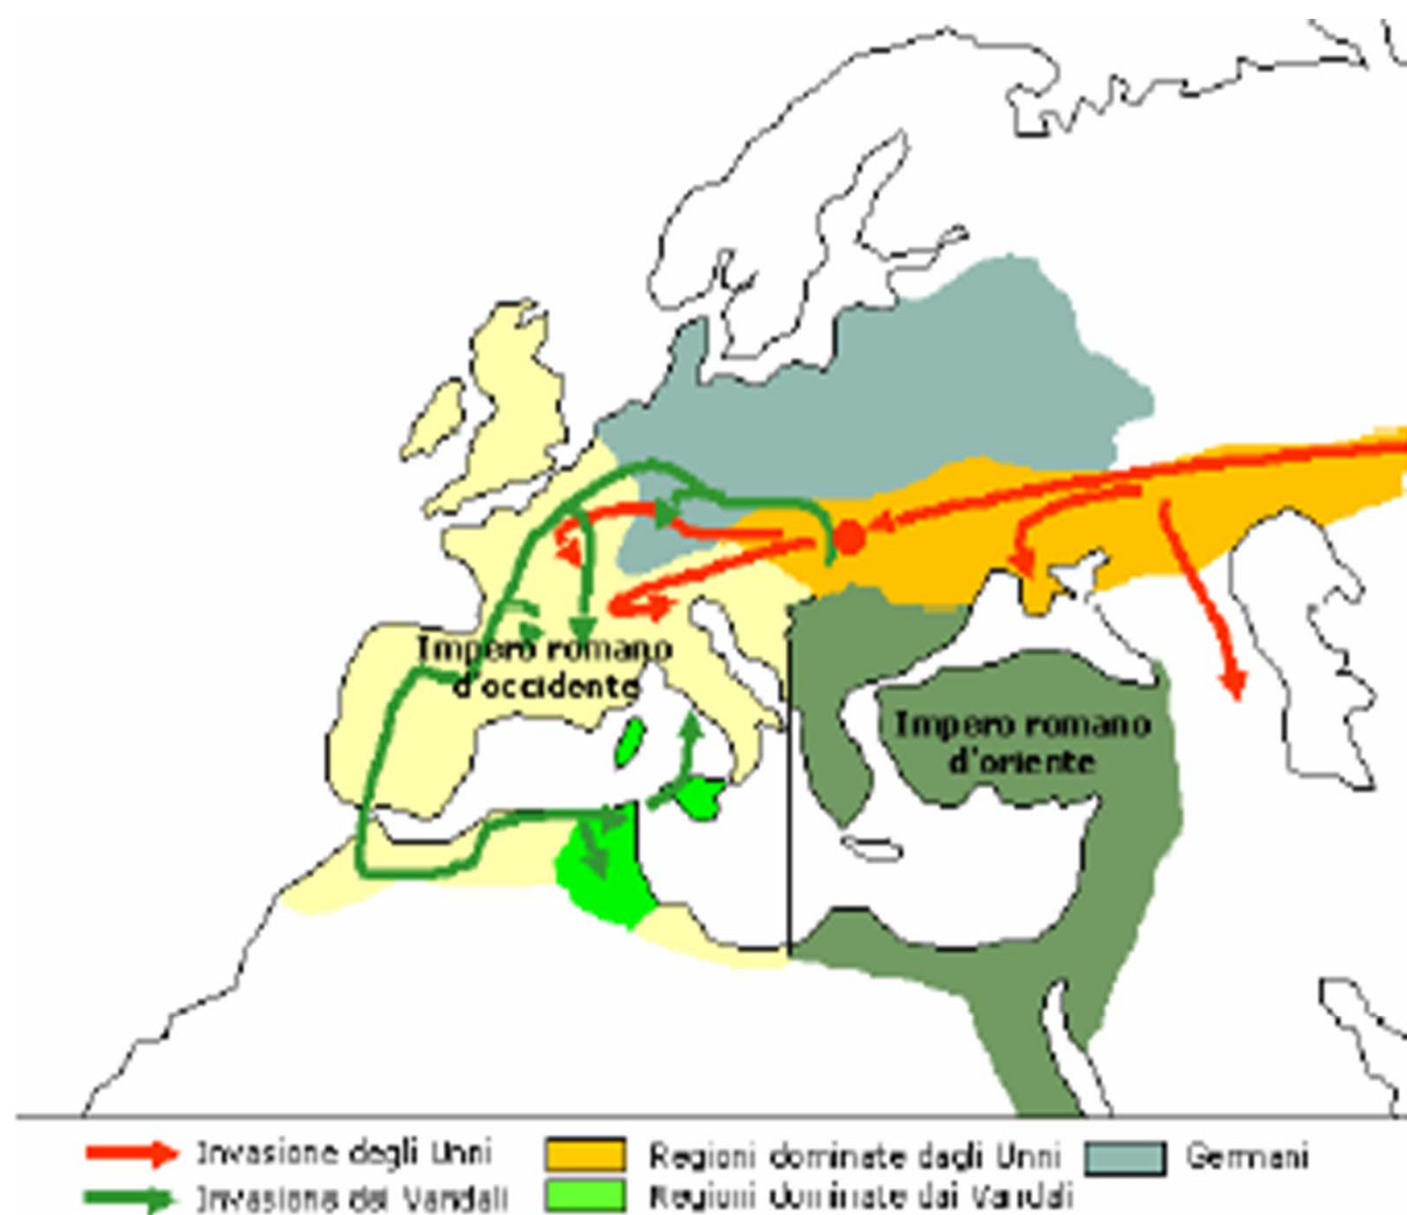 Impero romano
d'occidente
Impero romano
d'oriente
Invasione degli Unni
Regioni dominate dagli Unni
Germani
Invasione dei Vandali
Regioni dominate dai Vandali